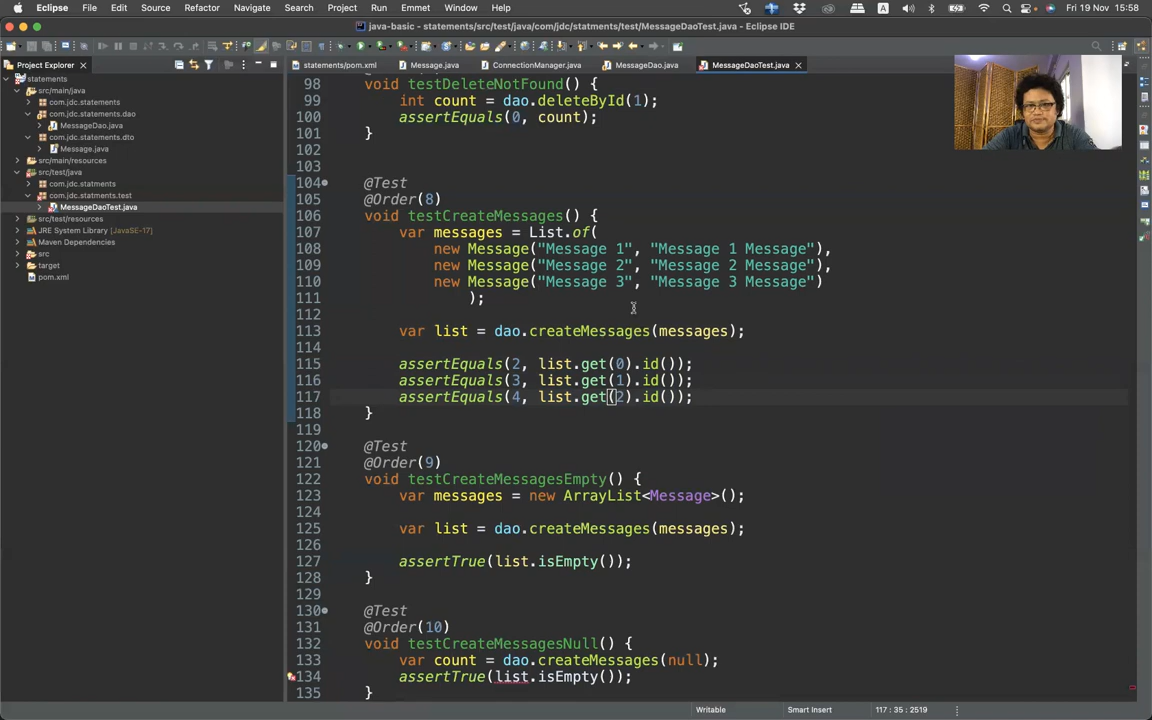 Eclipse File Edit Source Refactor Navigate Search Project Run Window Help A Fri 19 Nov 15:58
java-basic - statements/src/test/java/com/jdc/statments/test/MessageDaoTest.java - Eclipse IDE
Project Explorer
statements/pom.xml Message.java ConnectionManager.java MessageDao.java MessageDaoTest.java
statements
src/main/java
com.jdc.statements
com.jdc.statements.dao
MessageDao.java
com.jdc.statements.dto
Message.java
src/main/resources
src/test/java
com.jdc.statments
com.jdc.statments.test
MessageDaoTest.java
src/test/resources
JRE System Library [JavaSE-17]
Maven Dependencies
src
target
pom.xml
98 void testDeleteNotFound() {
99 int count = dao.deleteById(1);
100 assertEquals(0, count);
101 }
102
103
104 @Test
105 @Order(8)
106 void testCreateMessages() {
107 var messages = List.of(
108 new Message("Message 1", "Message 1 Message"),
109 new Message("Message 2", "Message 2 Message"),
110 new Message("Message 3", "Message 3 Message")
111 );
112
113 var list = dao.createMessages(messages);
114
115 assertEquals(2, list.get(0).id());
116 assertEquals(3, list.get(1).id());
117 assertEquals(4, list.get(2).id());
118 }
119
120 @Test
121 @Order(9)
122 void testCreateMessagesEmpty() {
123 var messages = new ArrayList<Message>();
124
125 var list = dao.createMessages(messages);
126
127 assertTrue(list.isEmpty());
128 }
129
130 @Test
131 @Order(10)
132 void testCreateMessagesNull() {
133 var count = dao.createMessages(null);
134 assertTrue(list.isEmpty());
135 }
Writable Smart Insert 117 : 35 : 2519